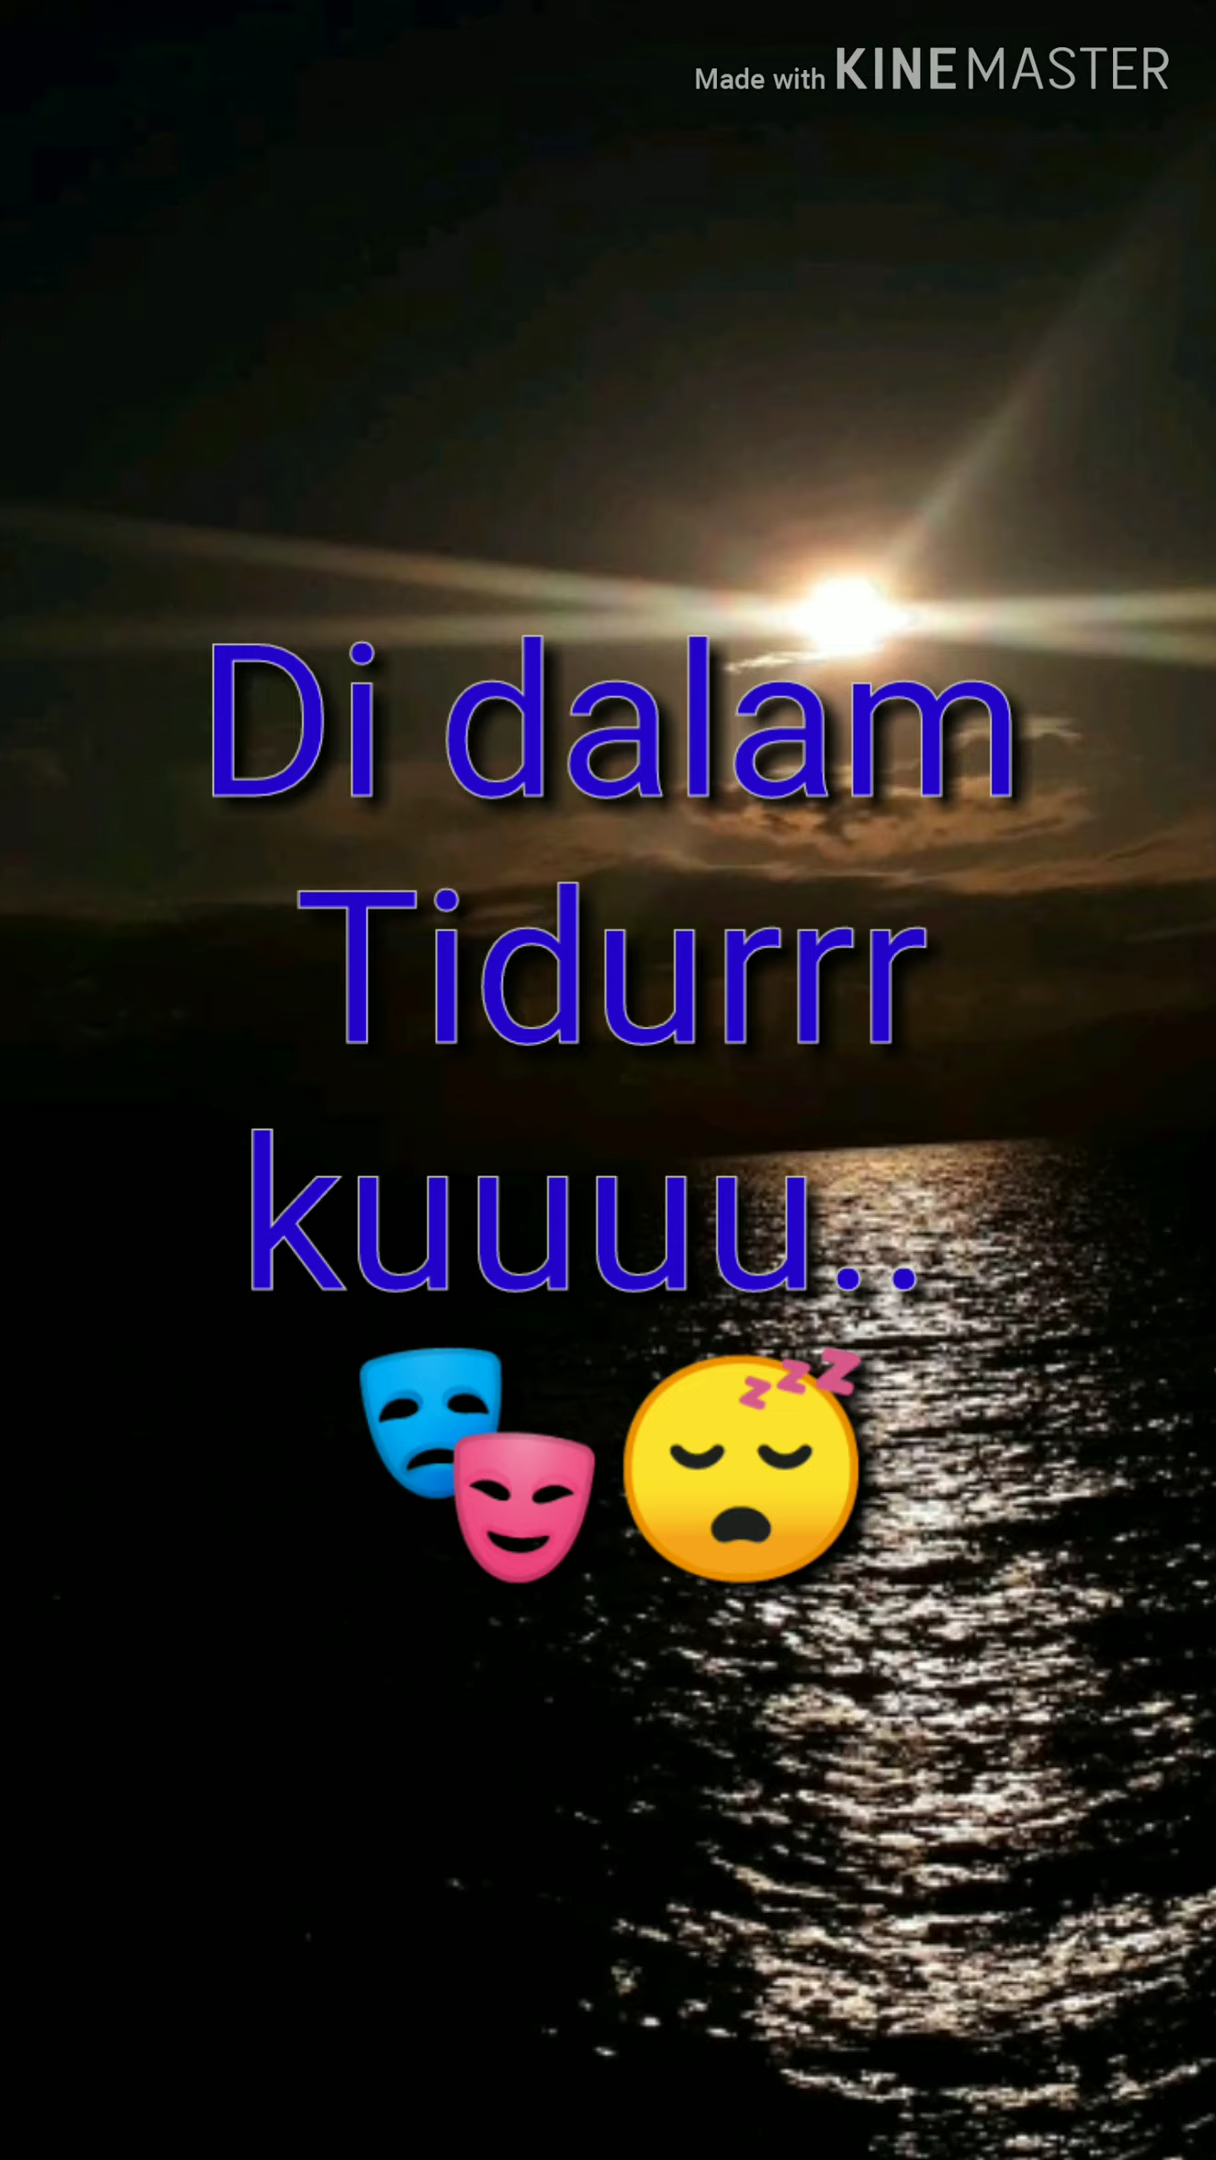 Made with KINEMASTER
Di dalam
Tidurrr
kuuuu..
🎭😴